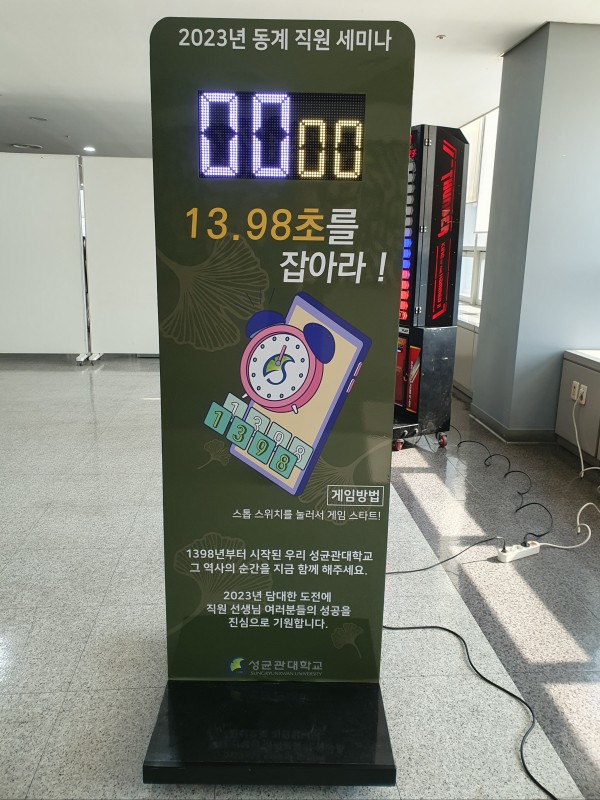 2023년 동계 직원 세미나
00 00
13.98초를
잡아라 !
1398
1398
게임방법
스톱 스위치를 눌러서 게임 스타트!
1398년부터 시작된 우리 성균관대학교
그 역사의 순간을 지금 함께 해주세요.
2023년 담대한 도전에
직원 선생님 여러분들의 성공을
진심으로 기원합니다.
성균관대학교
SUNGKYUNKWAN UNIVERSITY